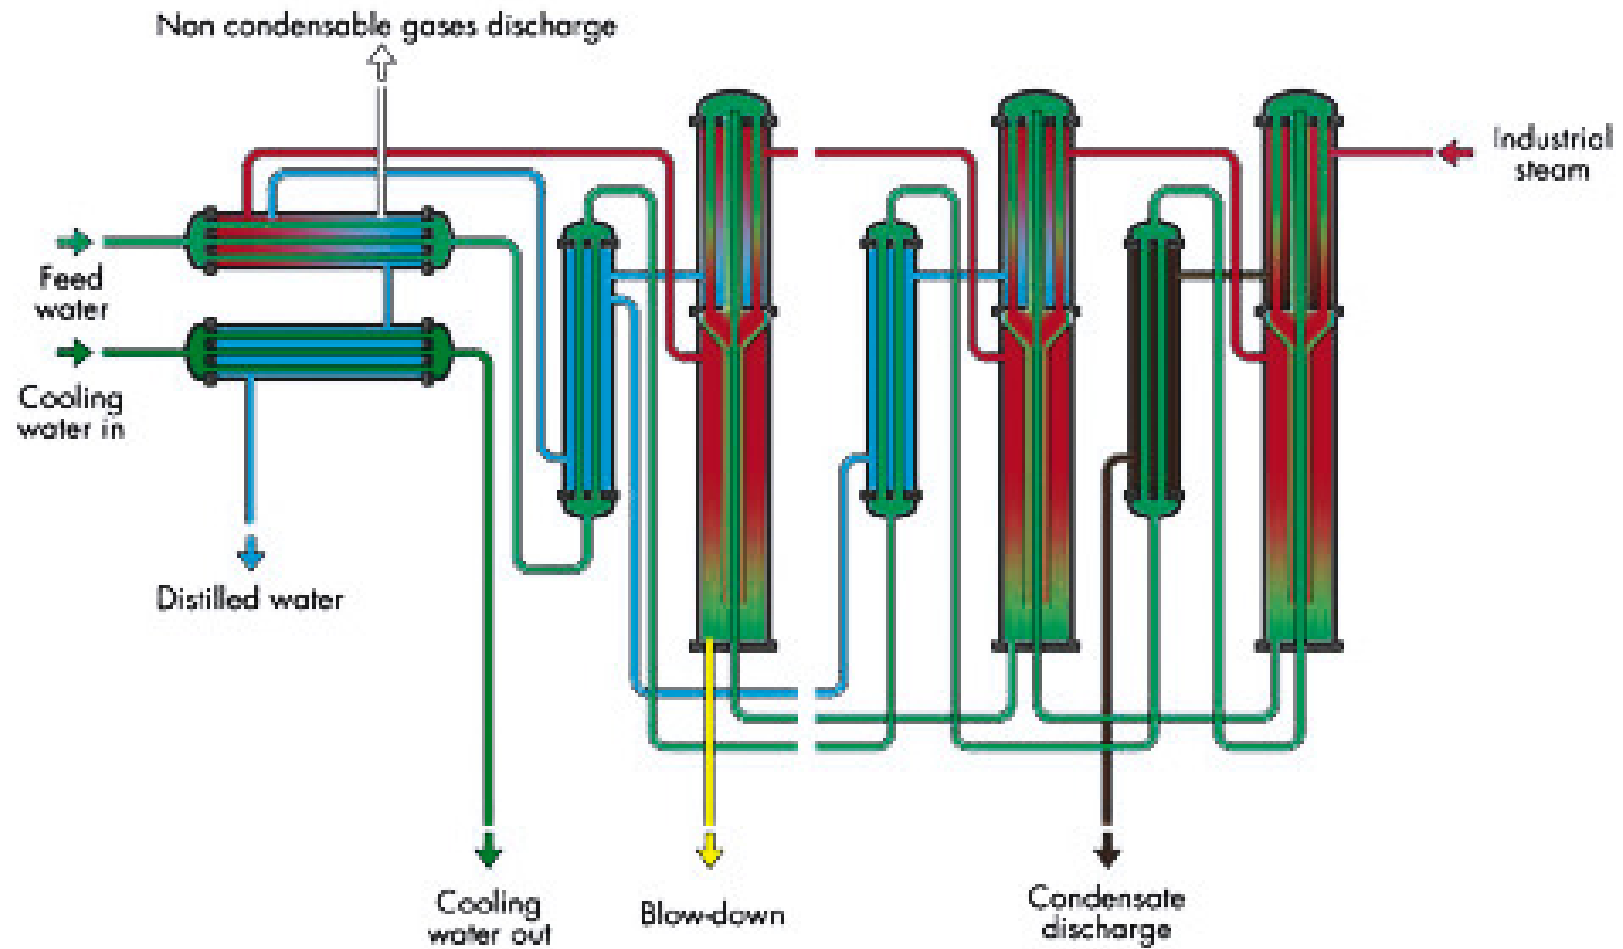 Non condensable gases discharge
Industrial
steam
Feed
water
Cooling
water in
Distilled water
Cooling
water out
Blow-down
Condensate
discharge